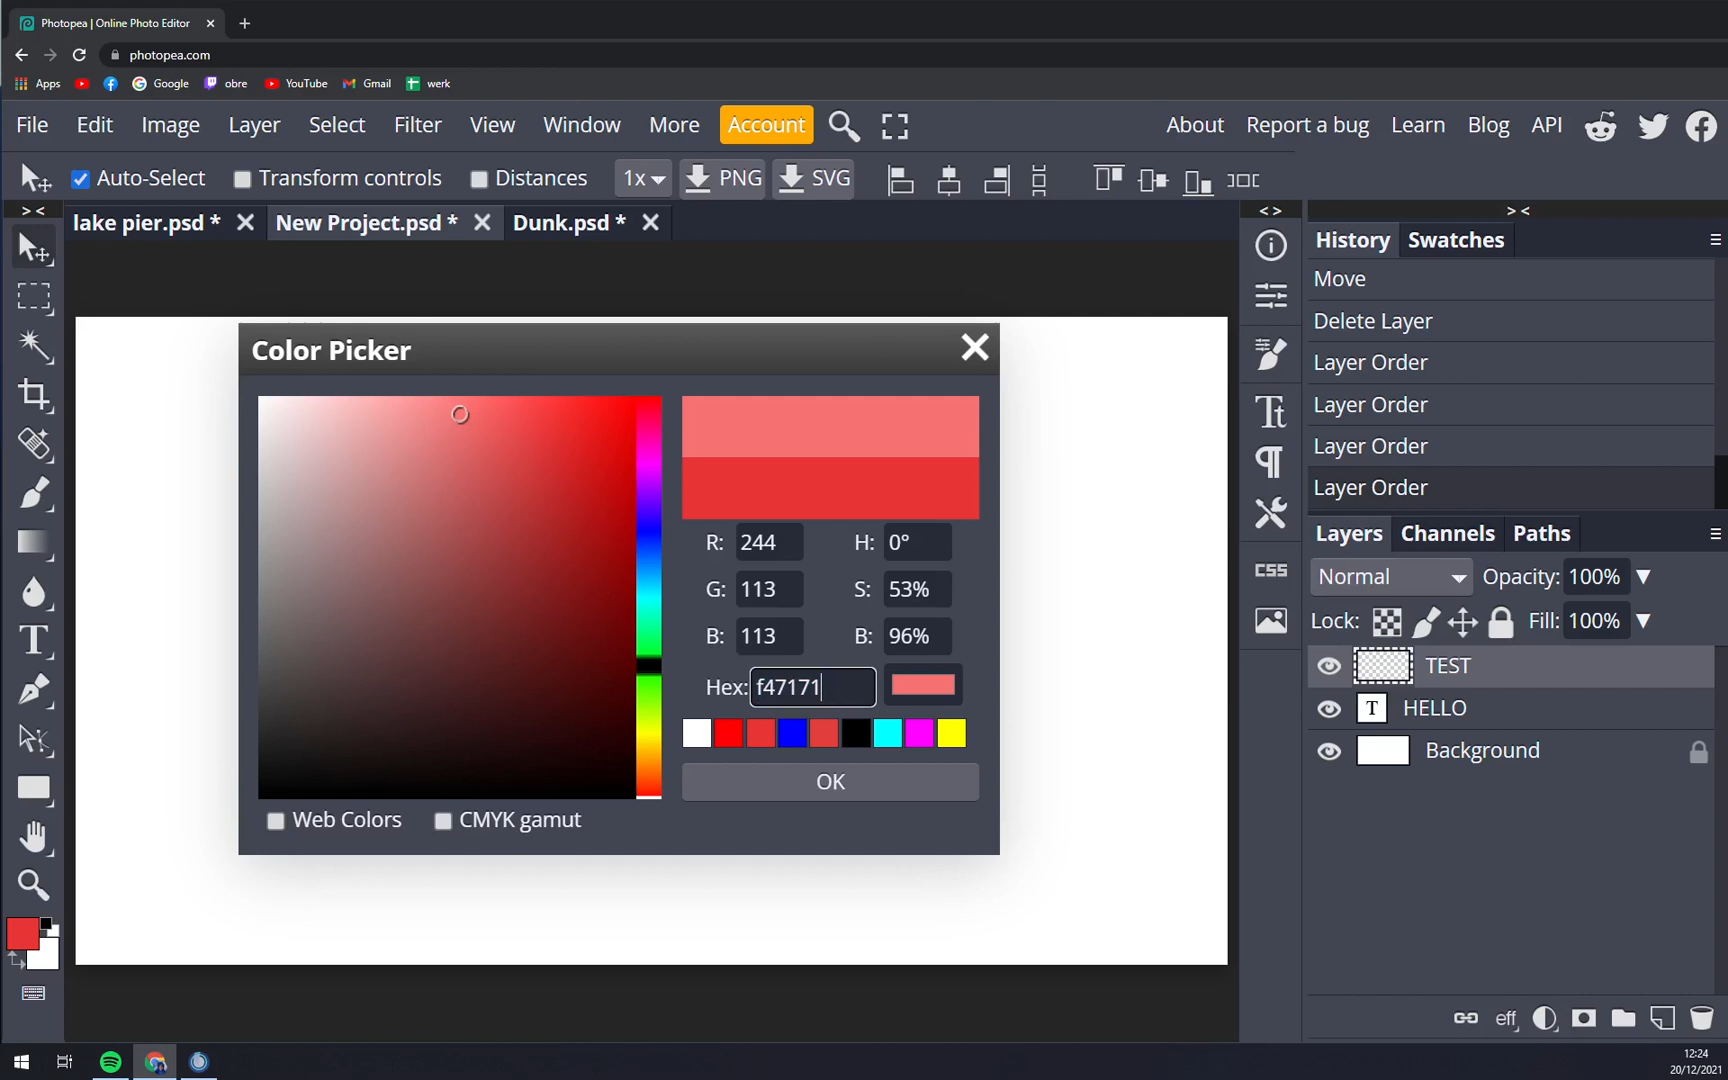 Photopea | Online Photo Editor
photopea.com
Apps Google obre YouTube Gmail werk
File Edit Image Layer Select Filter View Window More Account About Report a bug Learn Blog API
Auto-Select Transform controls Distances 1x PNG SVG
> < < > > <
lake pier.psd * New Project.psd * Dunk.psd *
History Swatches
Move
Delete Layer
Layer Order
Layer Order
Layer Order
Layer Order
Color Picker
R: 244 H: 0°
G: 113 S: 53%
B: 113 B: 96%
Hex: f47171
OK
Web Colors CMYK gamut
CSS
Layers Channels Paths
Normal Opacity: 100%
Lock: Fill: 100%
TEST
T HELLO
Background
eff
12:24
20/12/2021